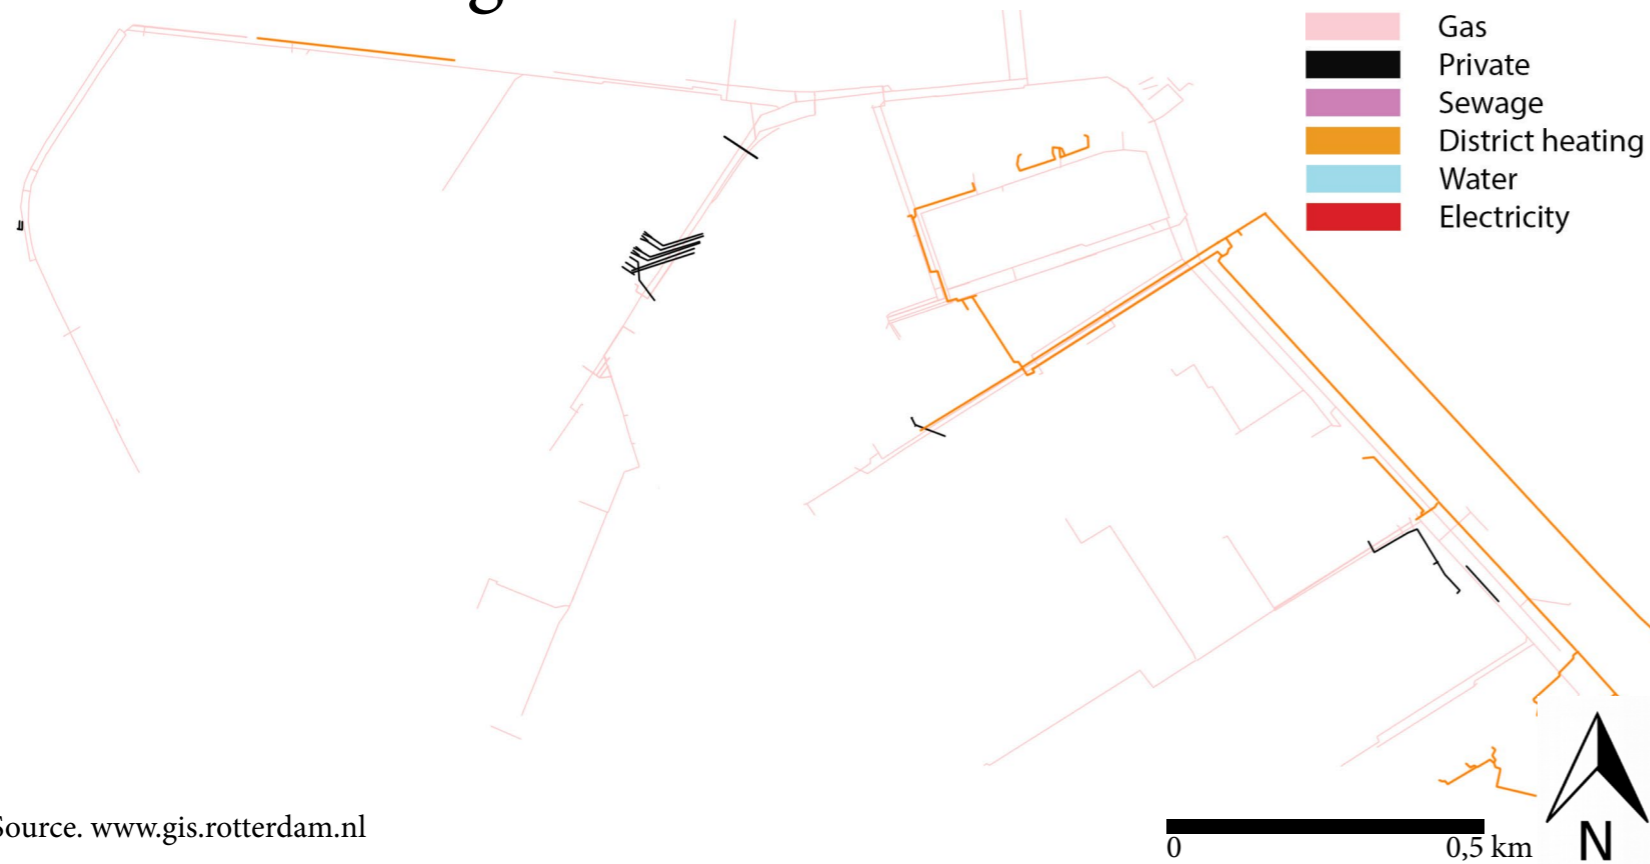 Gas
Private
Sewage
District heating
Water
Electricity
Source. www.gis.rotterdam.nl
0 0,5 km
N